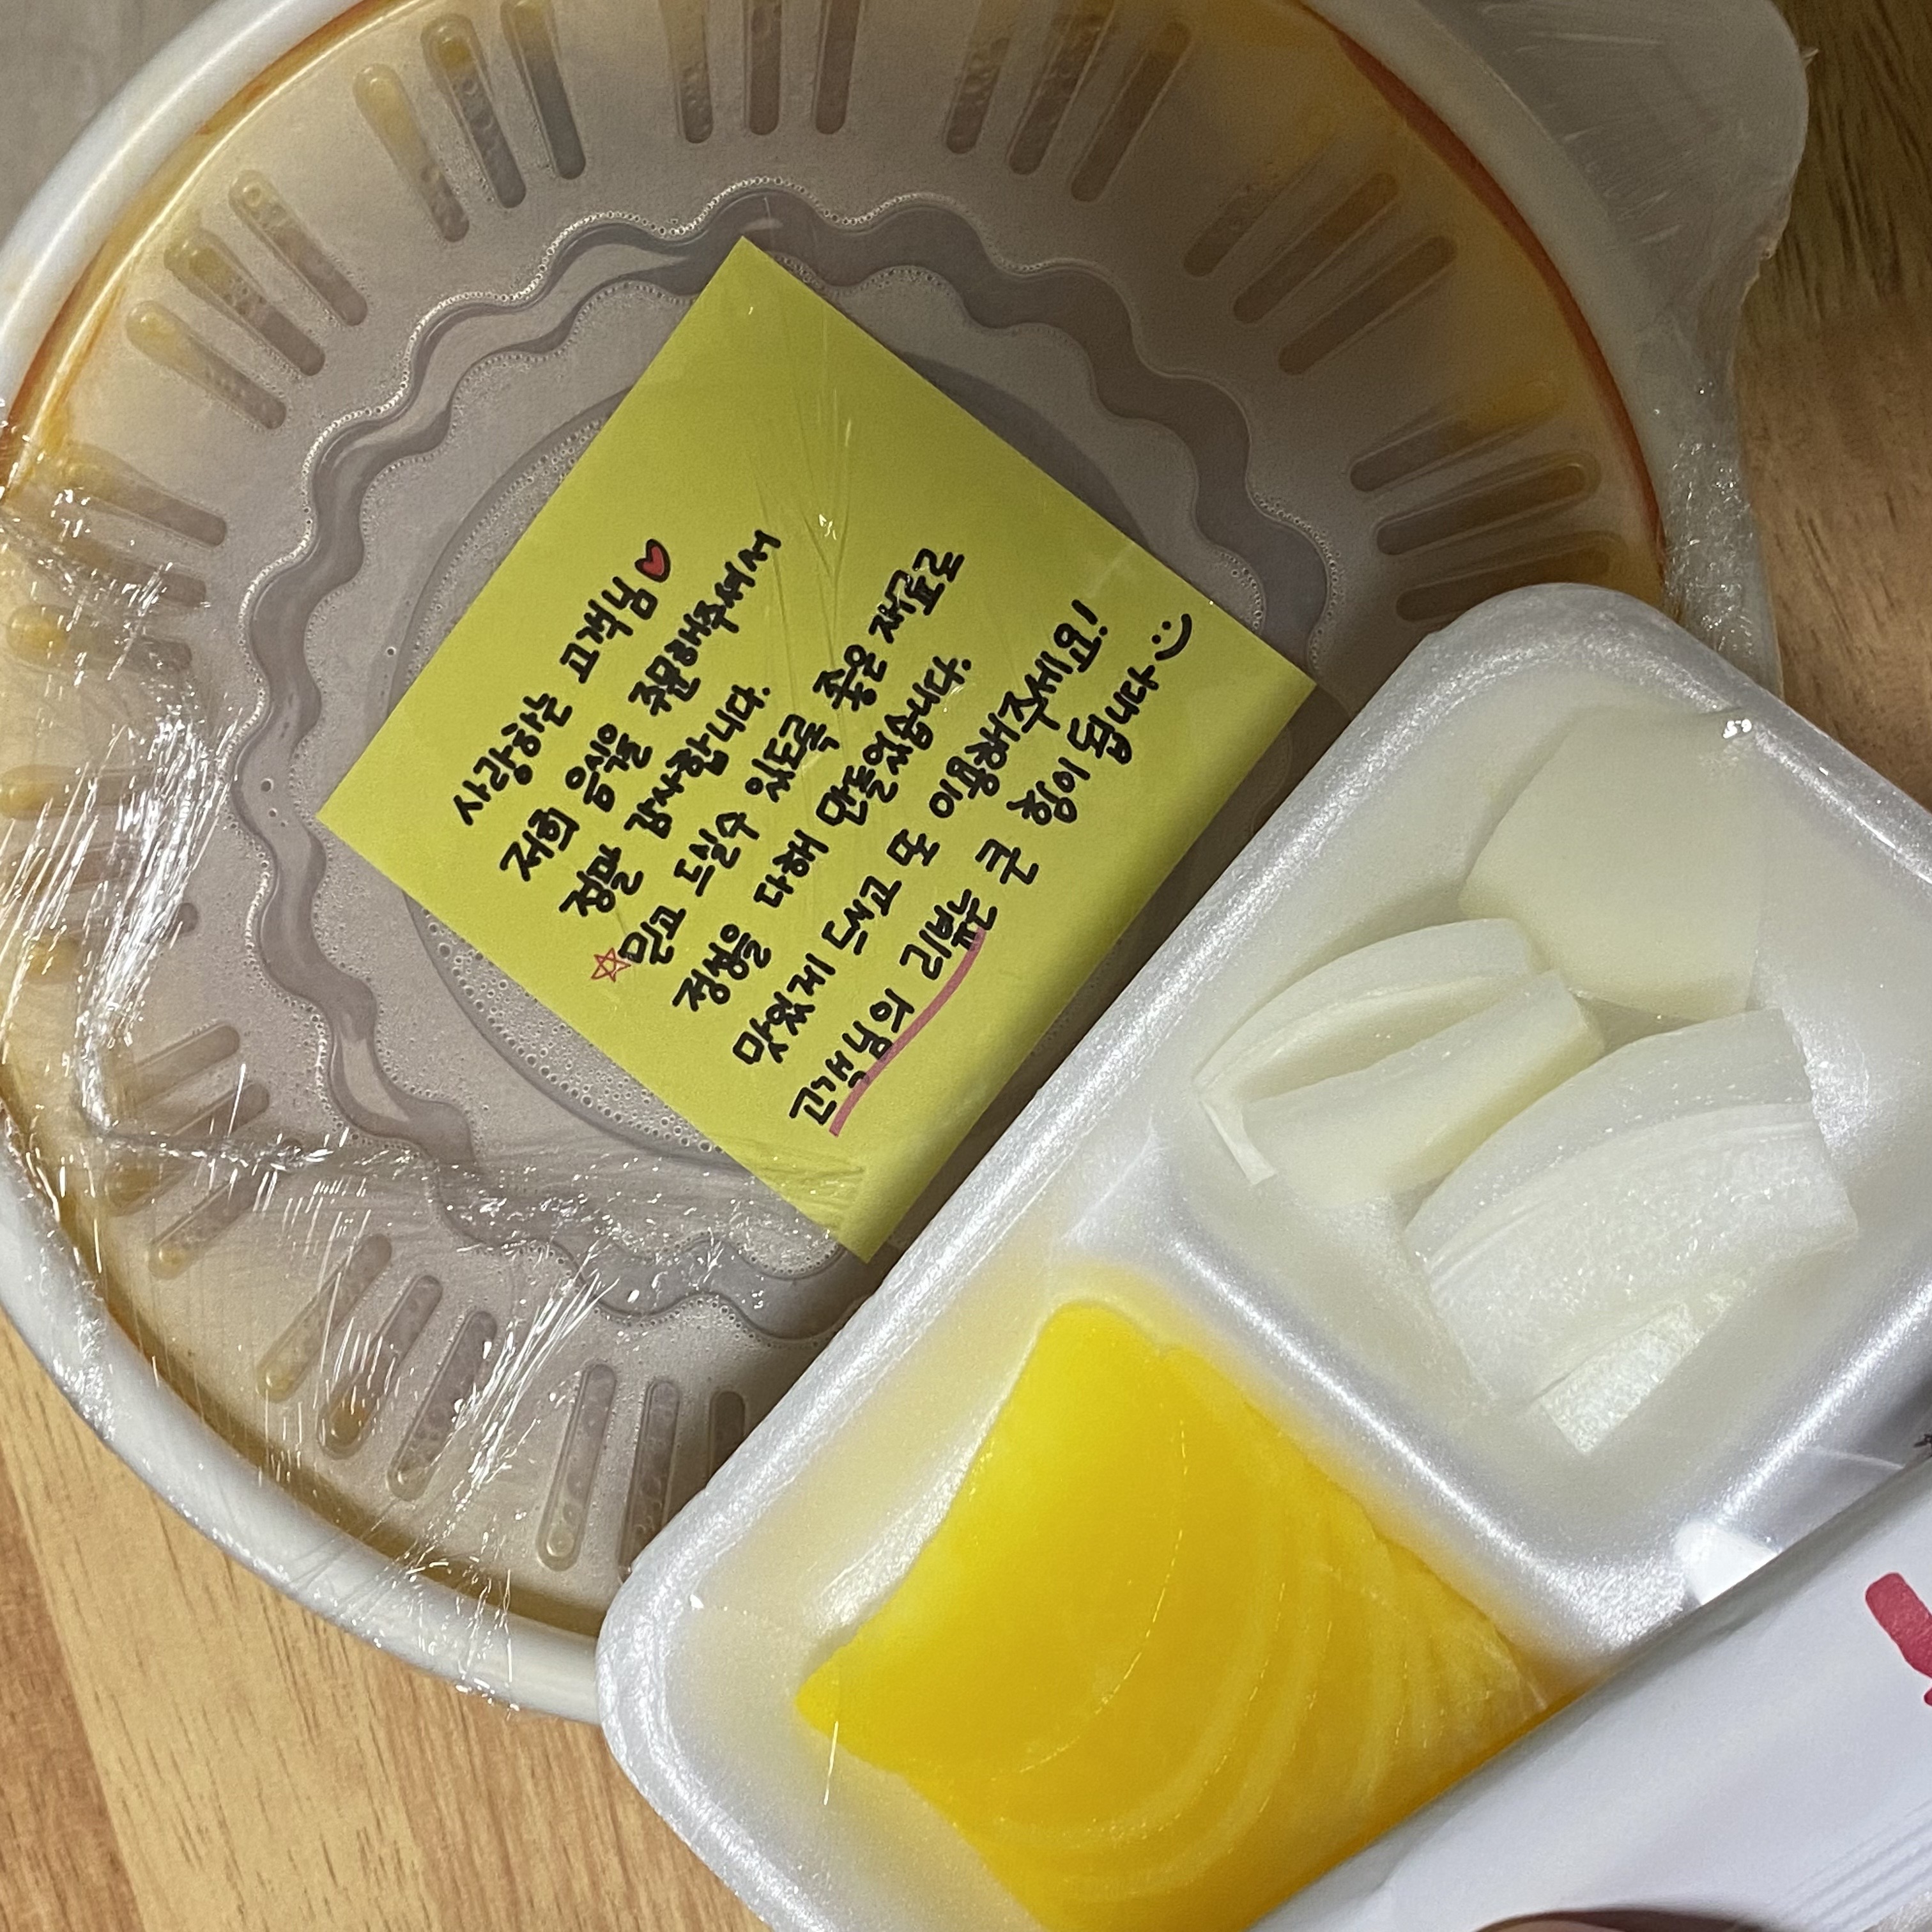 사랑하는 고객님♥
저희 음식을 주문해주셔서
정말 감사합니다.
☆믿고 드실수 있도록 좋은 재료로
정성을 다해 만들었습니다.
맛있게 드시고 또 이용해주세요!
고객님의 리뷰는 큰 힘이 됩니다 :)